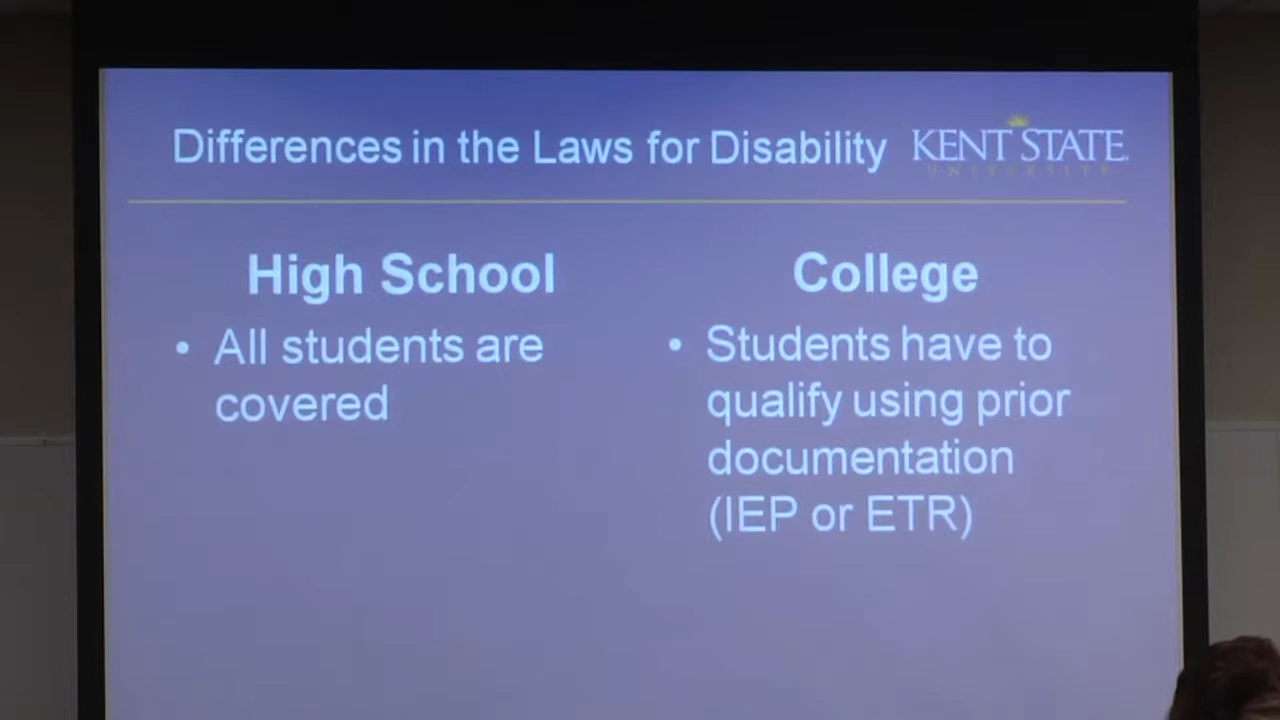 Differences in the Laws for Disability
KENT STATE
UNIVERSITY
High School
• All students are
covered
College
• Students have to
qualify using prior
documentation
(IEP or ETR)